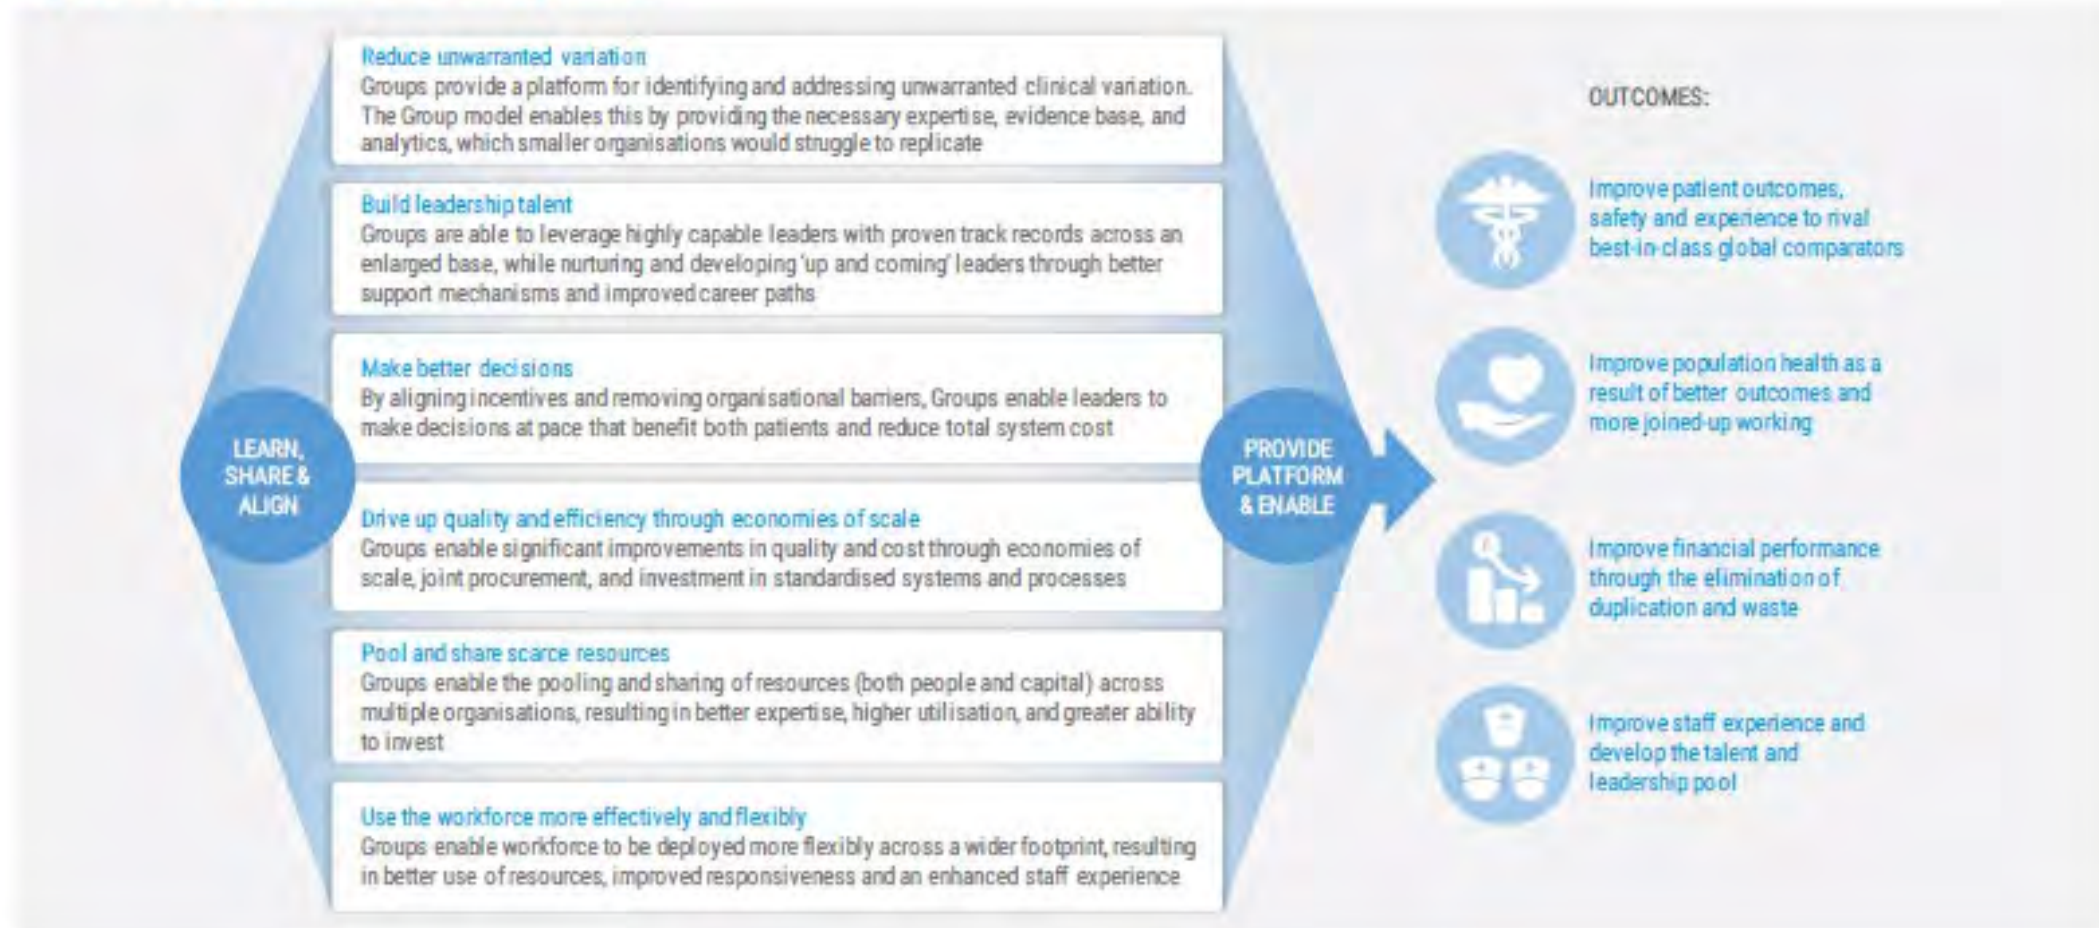 Reduce unwarranted variation
Groups provide a platform for identifying and addressing unwarranted clinical variation.
The Group model enables this by providing the necessary expertise, evidence base, and
analytics, which smaller organisations would struggle to replicate
Build leadership talent
Groups are able to leverage highly capable leaders with proven track records across an
enlarged base, while nurturing and developing 'up and coming' leaders through better
support mechanisms and improved career paths
Make better decisions
By aligning incentives and removing organisational barriers, Groups enable leaders to
make decisions at pace that benefit both patients and reduce total system cost
LEARN,
SHARE &
ALIGN
Drive up quality and efficiency through economies of scale
Groups enable significant improvements in quality and cost through economies of
scale, joint procurement, and investment in standardised systems and processes
Pool and share scarce resources
Groups enable the pooling and sharing of resources (both people and capital) across
multiple organisations, resulting in better expertise, higher utilisation, and greater ability
to invest
Use the workforce more effectively and flexibly
Groups enable workforce to be deployed more flexibly across a wider footprint, resulting
in better use of resources, improved responsiveness and an enhanced staff experience
PROVIDE
PLATFORM
& ENABLE
OUTCOMES:
Improve patient outcomes,
safety and experience to rival
best-in-class global comparators
Improve population health as a
result of better outcomes and
more joined-up working
Improve financial performance
through the elimination of
duplication and waste
Improve staff experience and
develop the talent and
leadership pool